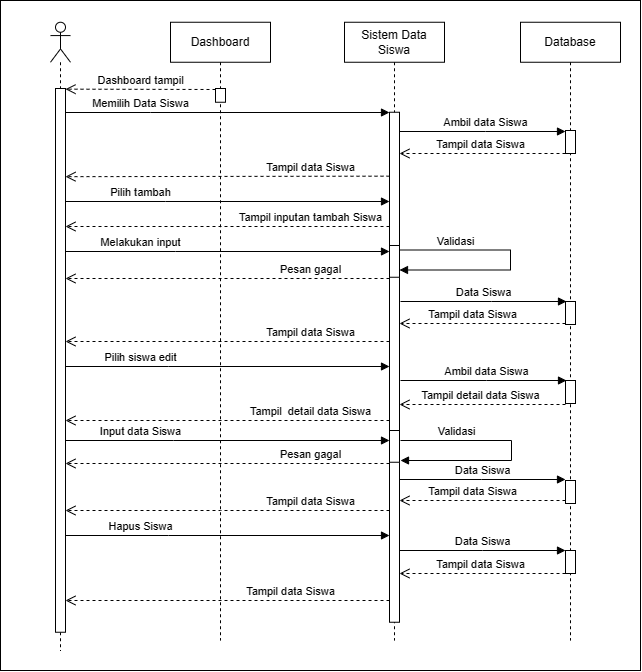 Dashboard
Sistem Data
Siswa
Database
Dashboard tampil
Memilih Data Siswa
Ambil data Siswa
Tampil data Siswa
Tampil data Siswa
Pilih tambah
Tampil inputan tambah Siswa
Melakukan input
Validasi
Pesan gagal
Data Siswa
Tampil data Siswa
Tampil data Siswa
Pilih siswa edit
Ambil data Siswa
Tampil detail data Siswa
Tampil detail data Siswa
Input data Siswa
Validasi
Pesan gagal
Data Siswa
Tampil data Siswa
Tampil data Siswa
Hapus Siswa
Data Siswa
Tampil data Siswa
Tampil data Siswa